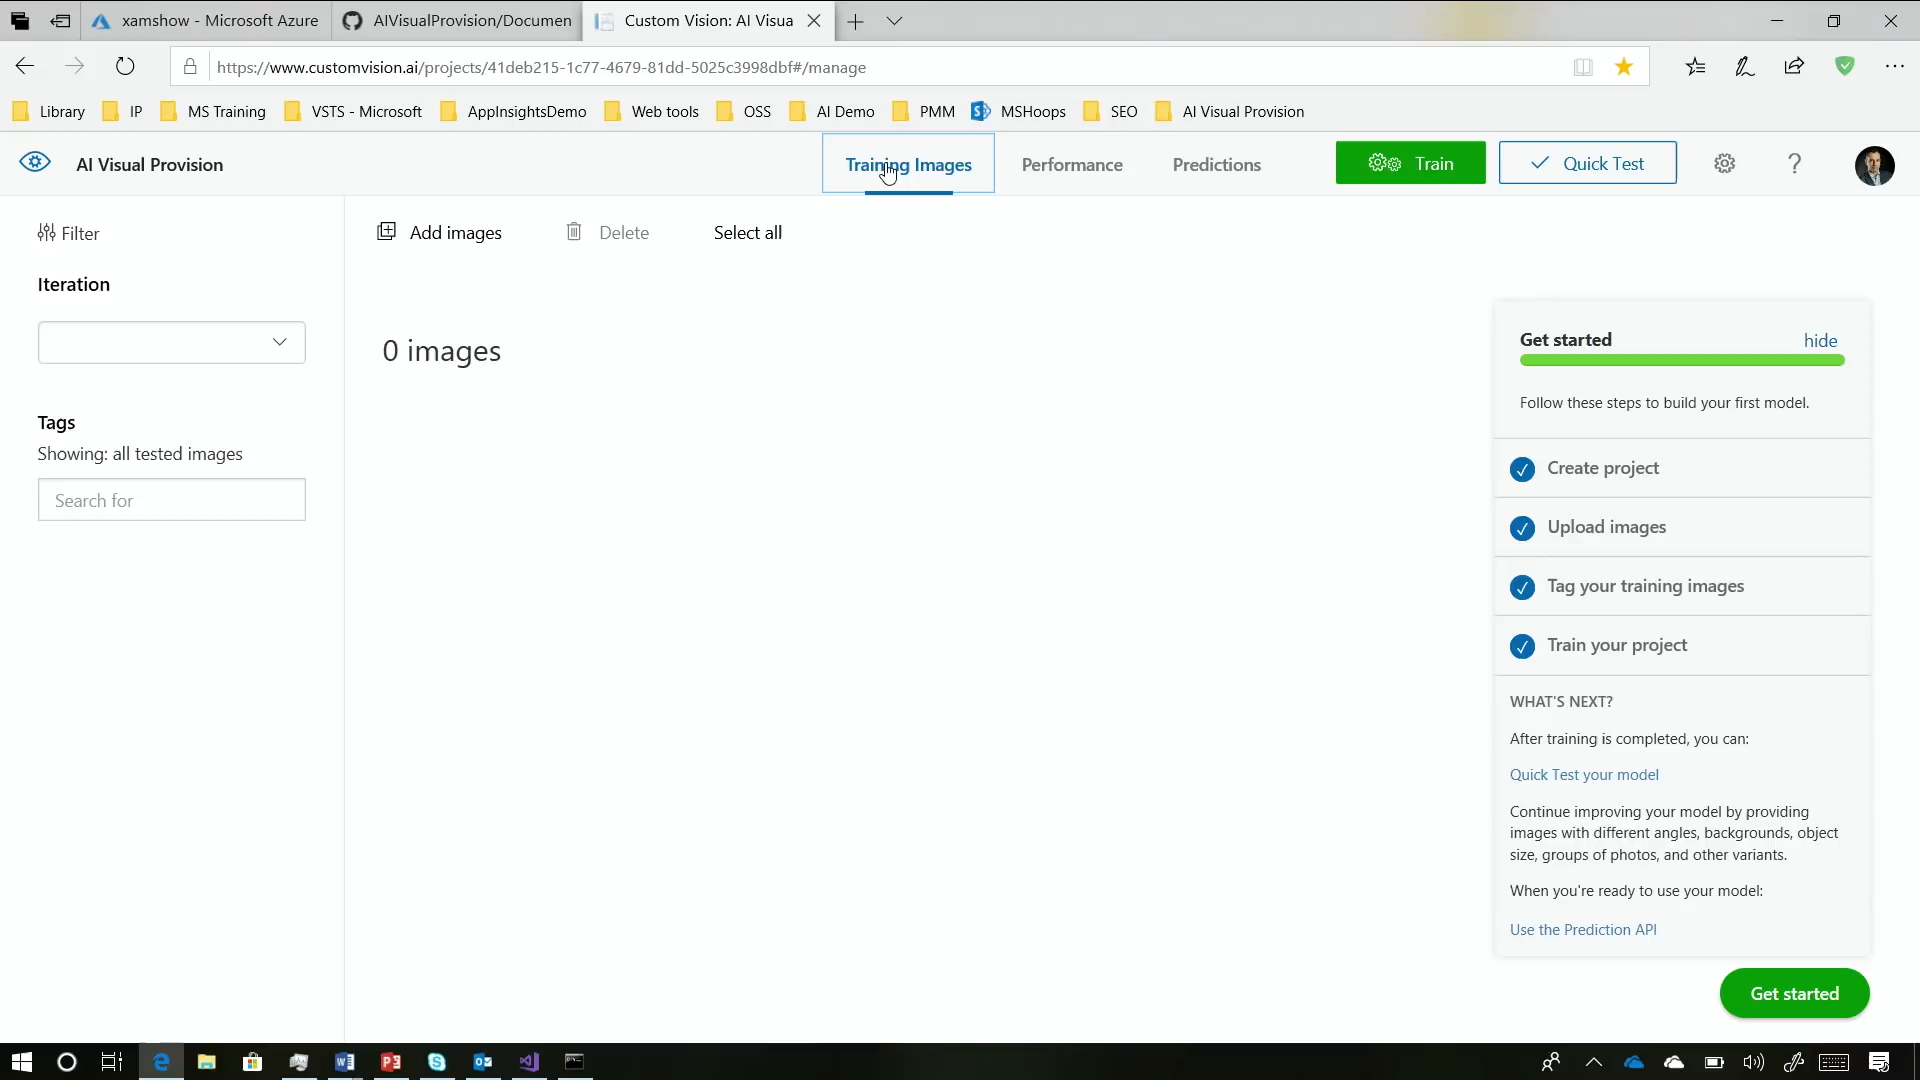 xamshow - Microsoft Azure
AIVisualProvision/Documen
Custom Vision: AI Visua
https://www.customvision.ai/projects/41deb215-1c77-4679-81dd-5025c3998dbf#/manage
Library
IP
MS Training
VSTS - Microsoft
AppInsightsDemo
Web tools
OSS
AI Demo
PMM
MSHoops
SEO
AI Visual Provision
AI Visual Provision
Training Images
Performance
Predictions
Train
Quick Test
?
Filter
Add images
Delete
Select all
Iteration
0 images
Tags
Showing: all tested images
Search for
Get started
hide
Follow these steps to build your first model.
Create project
Upload images
Tag your training images
Train your project
WHAT'S NEXT?
After training is completed, you can:
Quick Test your model
Continue improving your model by providing
images with different angles, backgrounds, object
size, groups of photos, and other variants.
When you're ready to use your model:
Use the Prediction API
Get started